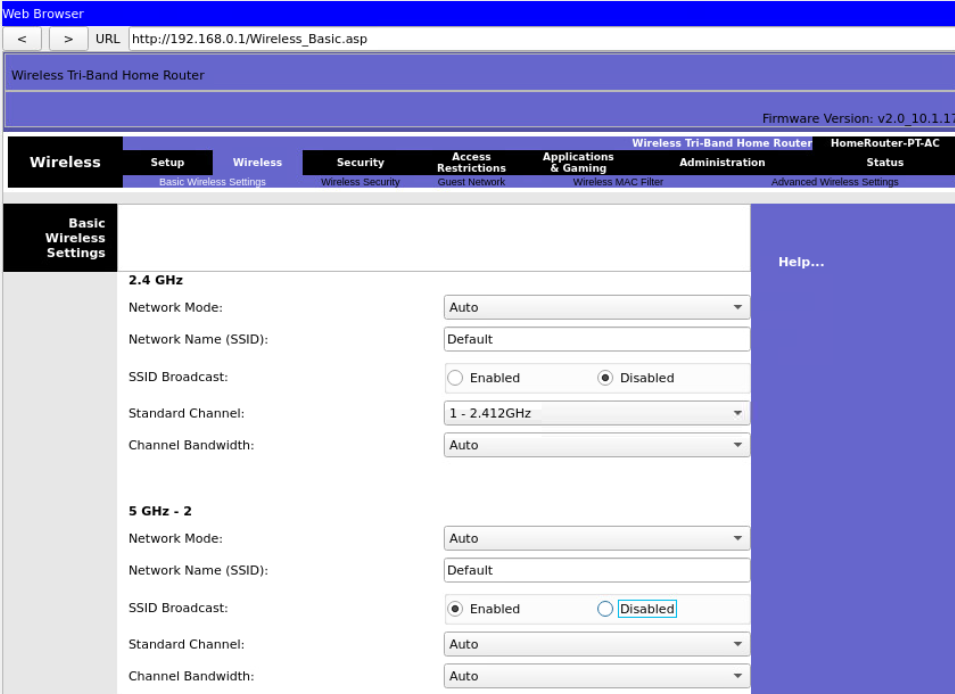 Web Browser
< > URL http://192.168.0.1/Wireless_Basic.asp
Wireless Tri-Band Home Router
Firmware Version: v2.0_10.1.17
Wireless Tri-Band Home Router HomeRouter-PT-AC
Wireless Setup Wireless Security Access Restrictions Applications & Gaming Administration Status
Basic Wireless Settings Wireless Security Guest Network Wireless MAC Filter Advanced Wireless Settings
Basic
Wireless
Settings
Help...
2.4 GHz
Network Mode: Auto
Network Name (SSID): Default
SSID Broadcast: Enabled Disabled
Standard Channel: 1 - 2.412GHz
Channel Bandwidth: Auto
5 GHz - 2
Network Mode: Auto
Network Name (SSID): Default
SSID Broadcast: Enabled Disabled
Standard Channel: Auto
Channel Bandwidth: Auto